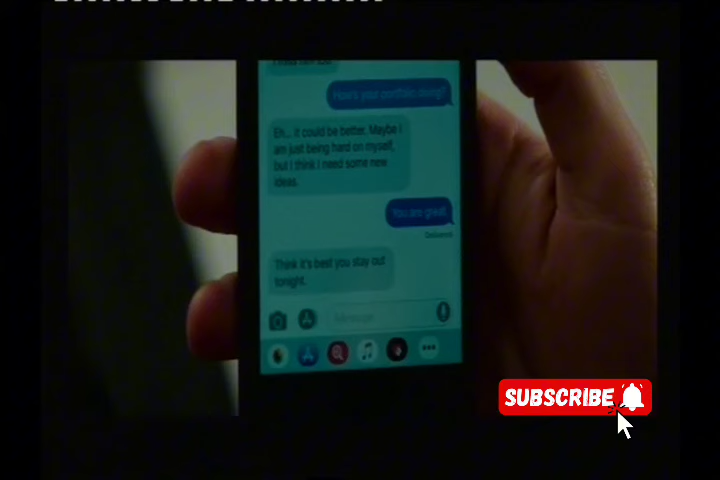 How's your portfolio doing?
Eh... it could be better. Maybe I
am just being hard on myself,
but I think I need some new
ideas.
You are great
Delivered
Think it's best you stay out
tonight.
iMessage
SUBSCRIBE